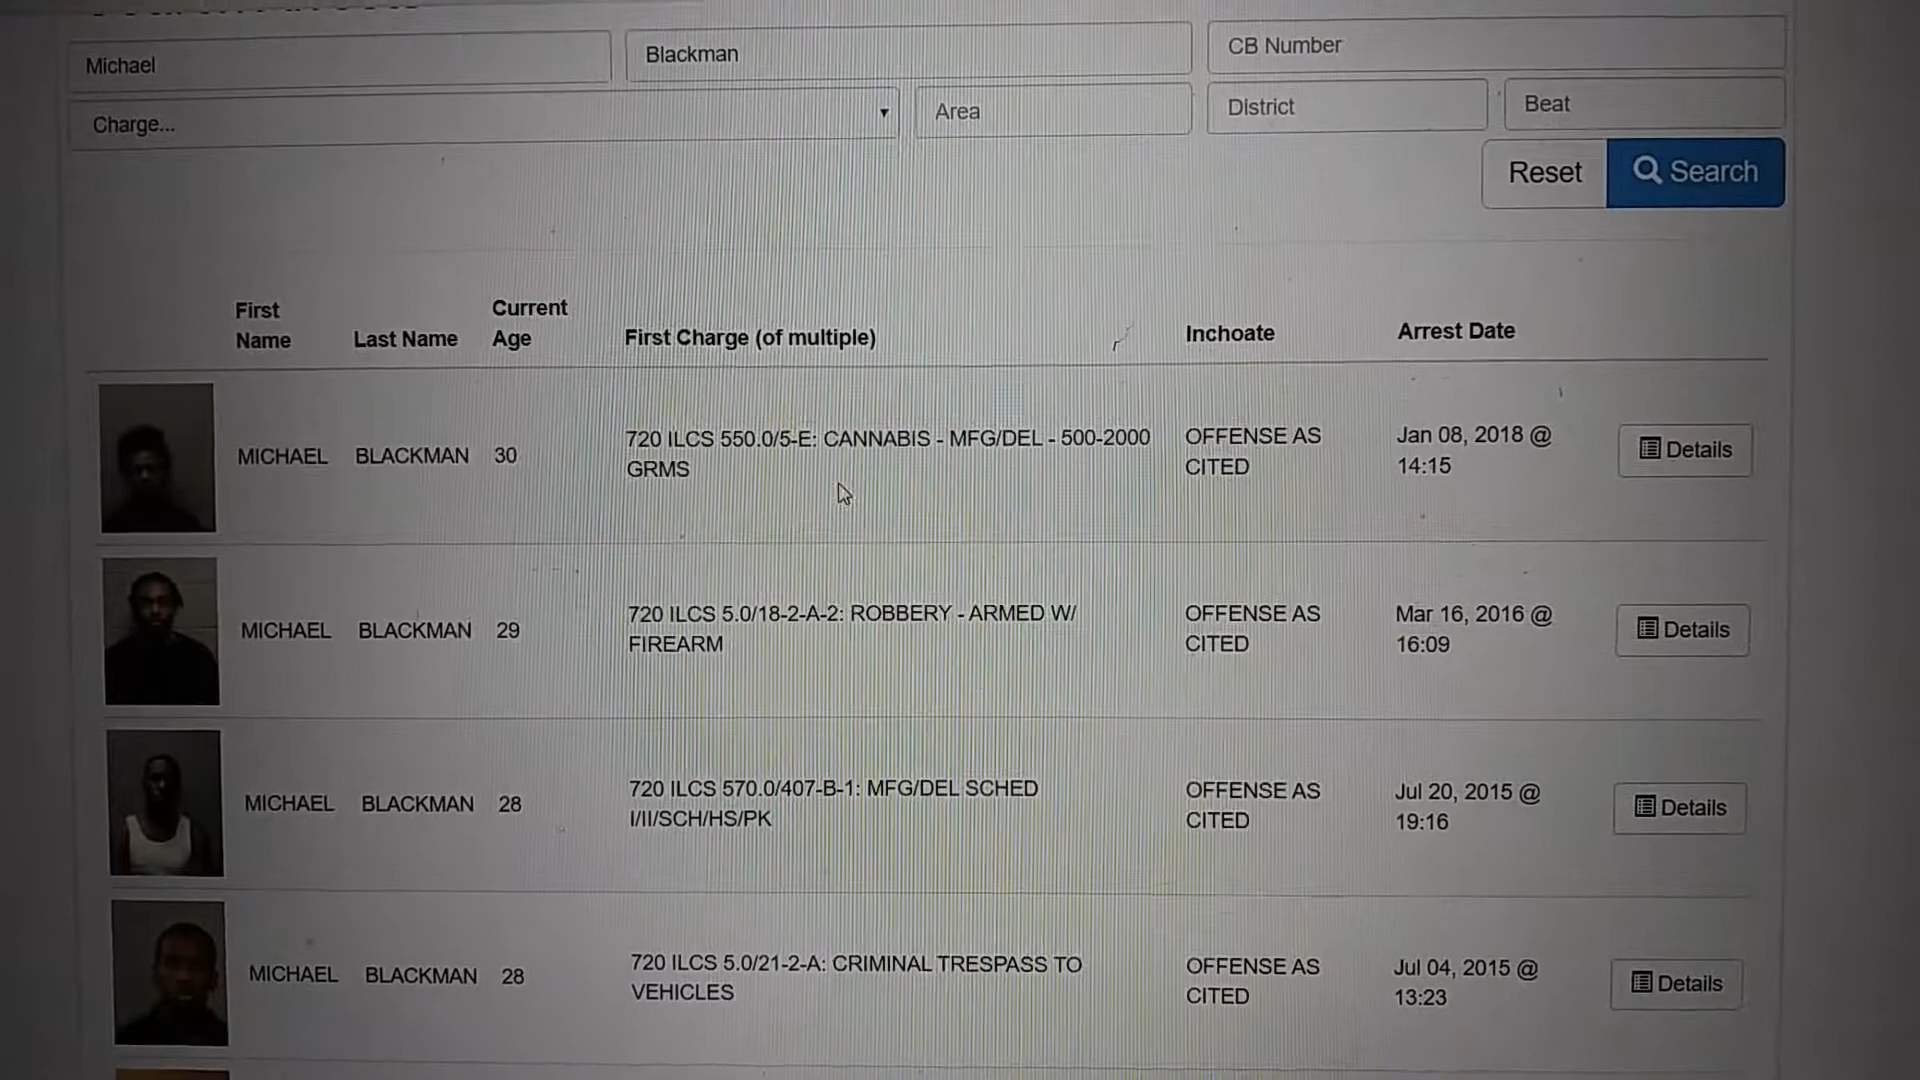 Michael
Blackman
CB Number
Charge...
Area
District
Beat
Reset
Search
First
Name
Last Name
Current
Age
First Charge (of multiple)
Inchoate
Arrest Date
MICHAEL
BLACKMAN
30
720 ILCS 550.0/5-E: CANNABIS - MFG/DEL - 500-2000
GRMS
OFFENSE AS
CITED
Jan 08, 2018 @
14:15
Details
MICHAEL
BLACKMAN
29
720 ILCS 5.0/18-2-A-2: ROBBERY - ARMED W/
FIREARM
OFFENSE AS
CITED
Mar 16, 2016 @
16:09
Details
MICHAEL
BLACKMAN
28
720 ILCS 570.0/407-B-1: MFG/DEL SCHED
I/II/SCH/HS/PK
OFFENSE AS
CITED
Jul 20, 2015 @
19:16
Details
MICHAEL
BLACKMAN
28
720 ILCS 5.0/21-2-A: CRIMINAL TRESPASS TO
VEHICLES
OFFENSE AS
CITED
Jul 04, 2015 @
13:23
Details